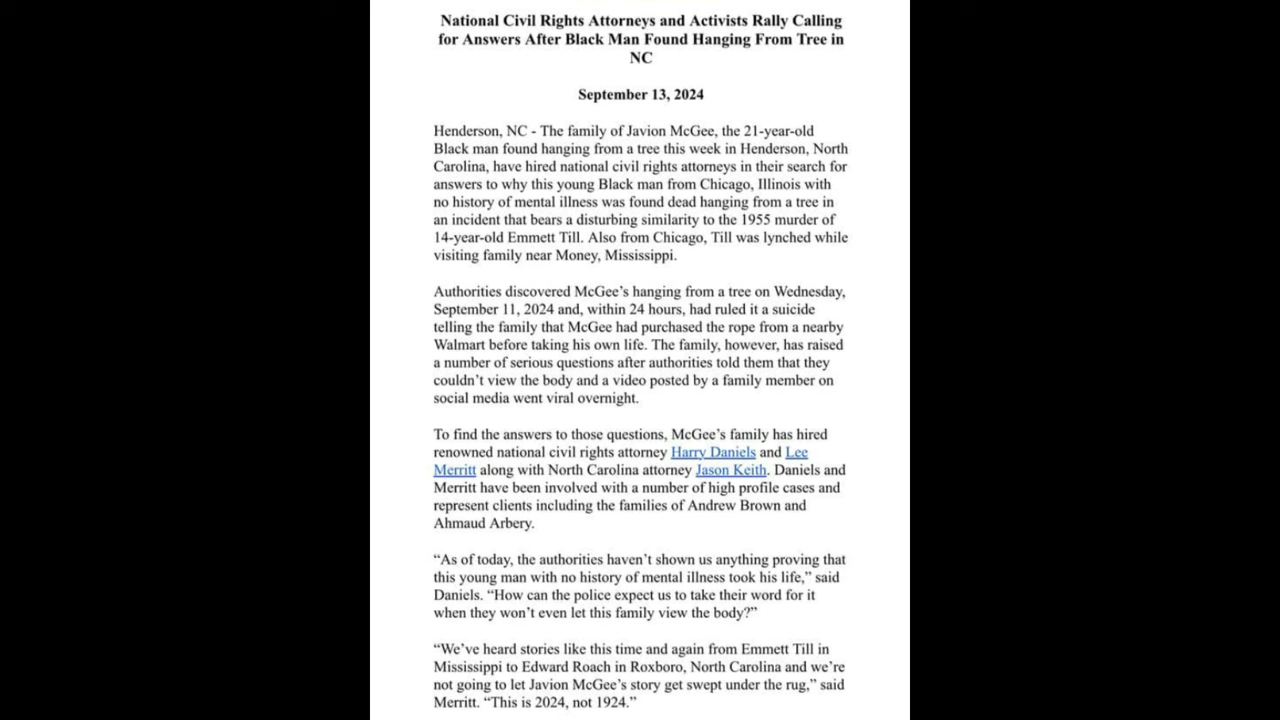 National Civil Rights Attorneys and Activists Rally Calling
for Answers After Black Man Found Hanging From Tree in
NC
September 13, 2024
Henderson, NC - The family of Javion McGee, the 21-year-old
Black man found hanging from a tree this week in Henderson, North
Carolina, have hired national civil rights attorneys in their search for
answers to why this young Black man from Chicago, Illinois with
no history of mental illness was found dead hanging from a tree in
an incident that bears a disturbing similarity to the 1955 murder of
14-year-old Emmett Till. Also from Chicago, Till was lynched while
visiting family near Money, Mississippi.
Authorities discovered McGee's hanging from a tree on Wednesday,
September 11, 2024 and, within 24 hours, had ruled it a suicide
telling the family that McGee had purchased the rope from a nearby
Walmart before taking his own life. The family, however, has raised
a number of serious questions after authorities told them that they
couldn't view the body and a video posted by a family member on
social media went viral overnight.
To find the answers to those questions, McGee's family has hired
renowned national civil rights attorney Harry Daniels and Lee
Merritt along with North Carolina attorney Jason Keith. Daniels and
Merritt have been involved with a number of high profile cases and
represent clients including the families of Andrew Brown and
Ahmaud Arbery.
“As of today, the authorities haven't shown us anything proving that
this young man with no history of mental illness took his life,” said
Daniels. “How can the police expect us to take their word for it
when they won't even let this family view the body?”
“We've heard stories like this time and again from Emmett Till in
Mississippi to Edward Roach in Roxboro, North Carolina and we're
not going to let Javion McGee's story get swept under the rug,” said
Merritt. “This is 2024, not 1924.”